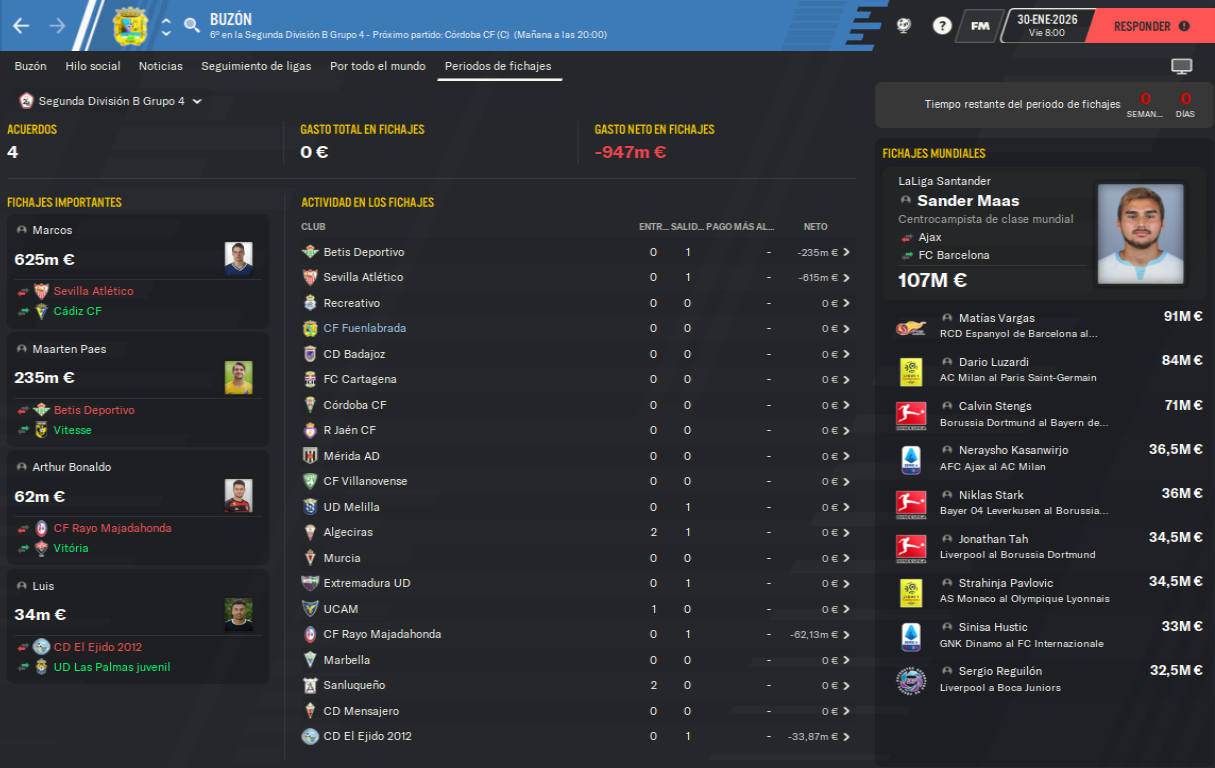 BUZÓN
6º en la Segunda División B Grupo 4 - Próximo partido: Córdoba CF (C) (Mañana a las 20:00)
?
FM
30-ENE-2026
Vie 8:00
RESPONDER
Buzón Hilo social Noticias Seguimiento de ligas Por todo el mundo Periodos de fichajes
Segunda División B Grupo 4
Tiempo restante del periodo de fichajes
0 0
SEMAN... DÍAS
ACUERDOS
4
GASTO TOTAL EN FICHAJES
0 €
GASTO NETO EN FICHAJES
-947m €
FICHAJES IMPORTANTES
Marcos
625m €
Sevilla Atlético
Cádiz CF
Maarten Paes
235m €
Betis Deportivo
Vitesse
Arthur Bonaldo
62m €
CF Rayo Majadahonda
Vitória
Luis
34m €
CD El Ejido 2012
UD Las Palmas juvenil
ACTIVIDAD EN LOS FICHAJES
CLUB ENTR... SALID... PAGO MÁS AL... NETO
Betis Deportivo 0 1 - -235m €
Sevilla Atlético 0 1 - -615m €
Recreativo 0 0 - 0 €
CF Fuenlabrada 0 0 - 0 €
CD Badajoz 0 0 - 0 €
FC Cartagena 0 0 - 0 €
Córdoba CF 0 0 - 0 €
R Jaén CF 0 0 - 0 €
Mérida AD 0 0 - 0 €
CF Villanovense 0 0 - 0 €
UD Melilla 0 1 - 0 €
Algeciras 2 1 - 0 €
Murcia 0 0 - 0 €
Extremadura UD 0 1 - 0 €
UCAM 1 0 - 0 €
CF Rayo Majadahonda 0 1 - -62,13m €
Marbella 0 0 - 0 €
Sanluqueño 2 0 - 0 €
CD Mensajero 0 0 - 0 €
CD El Ejido 2012 0 1 - -33,87m €
FICHAJES MUNDIALES
LaLiga Santander
Sander Maas
Centrocampista de clase mundial
Ajax
FC Barcelona
107M €
Matías Vargas 91M €
RCD Espanyol de Barcelona al...
Dario Luzardi 84M €
AC Milan al Paris Saint-Germain
Calvin Stengs 71M €
Borussia Dortmund al Bayern de...
Neraysho Kasanwirjo 36,5M €
AFC Ajax al AC Milan
Niklas Stark 36M €
Bayer 04 Leverkusen al Borussia...
Jonathan Tah 34,5M €
Liverpool al Borussia Dortmund
Strahinja Pavlovic 34,5M €
AS Monaco al Olympique Lyonnais
Sinisa Hustic 33M €
GNK Dinamo al FC Internazionale
Sergio Reguilón 32,5M €
Liverpool a Boca Juniors